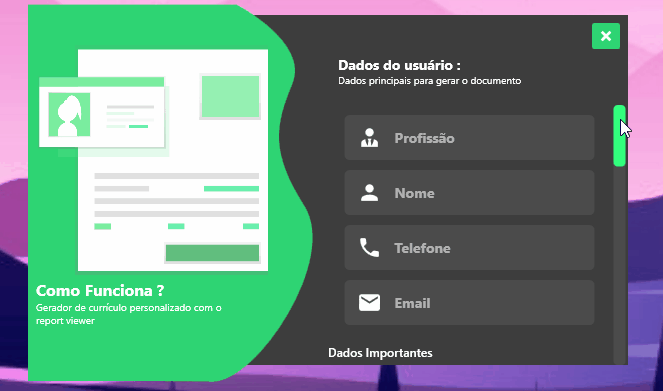 Dados do usuário :
Dados principais para gerar o documento
Profissão
Nome
Telefone
Email
Dados Importantes
Como Funciona ?
Gerador de currículo personalizado com o
report viewer